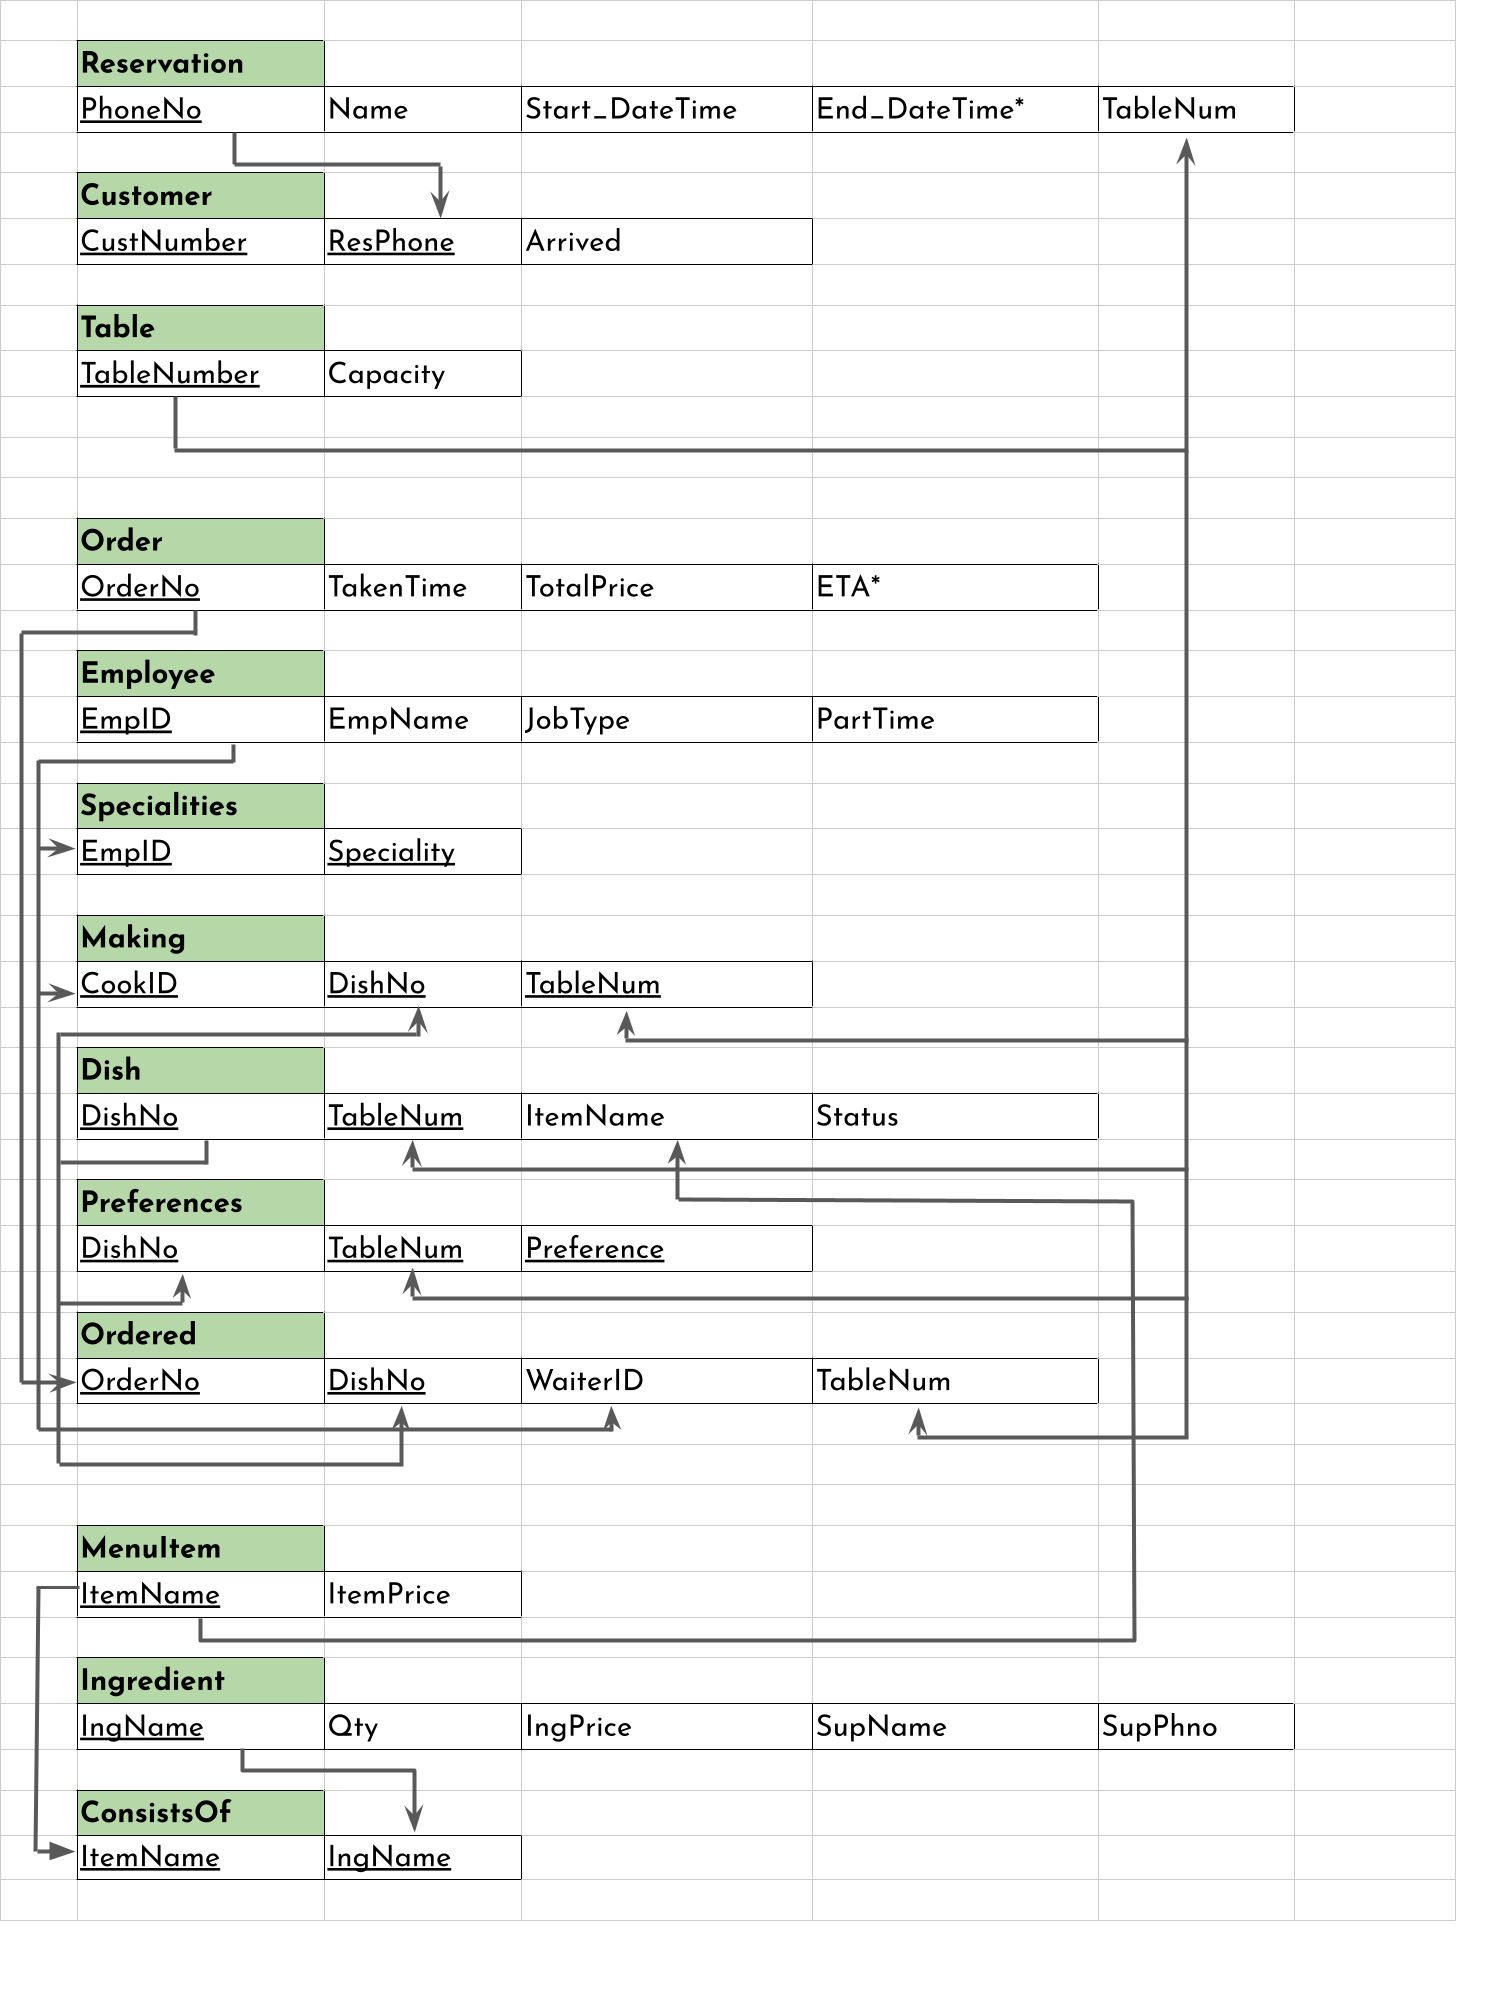 Reservation
PhoneNo Name Start_DateTime End_DateTime* TableNum
Customer
CustNumber ResPhone Arrived
Table
TableNumber Capacity
Order
OrderNo TakenTime TotalPrice ETA*
Employee
EmpID EmpName JobType PartTime
Specialities
EmpID Speciality
Making
CookID DishNo TableNum
Dish
DishNo TableNum ItemName Status
Preferences
DishNo TableNum Preference
Ordered
OrderNo DishNo WaiterID TableNum
MenuItem
ItemName ItemPrice
Ingredient
IngName Qty IngPrice SupName SupPhno
ConsistsOf
ItemName IngName